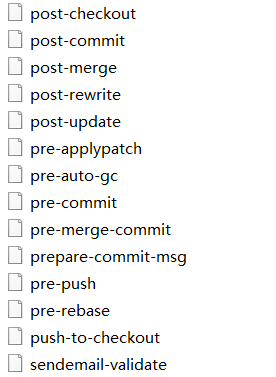 post-checkout
post-commit
post-merge
post-rewrite
post-update
pre-applypatch
pre-auto-gc
pre-commit
pre-merge-commit
prepare-commit-msg
pre-push
pre-rebase
push-to-checkout
sendemail-validate